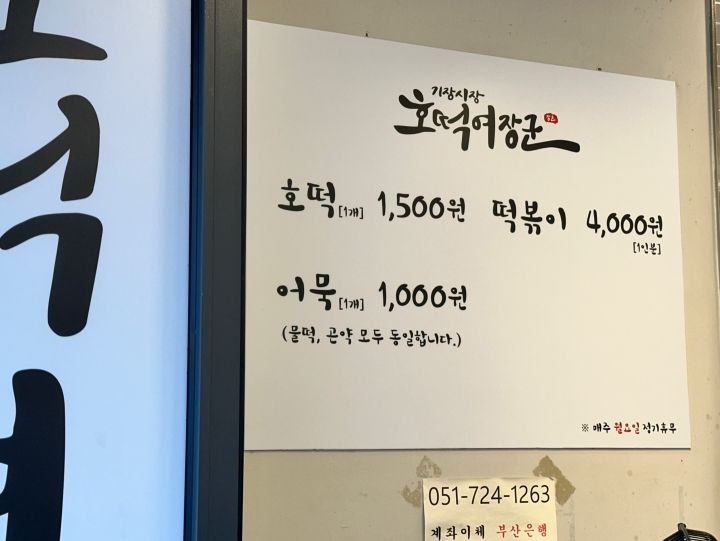 기장시장
호떡여장군
호떡[1개] 1,500원 떡볶이 4,000원
[1인분]
어묵[1개] 1,000원
(물떡, 곤약 모두 동일합니다.)
※ 매주 월요일 정기휴무
051-724-1263
계좌이체 부산은행